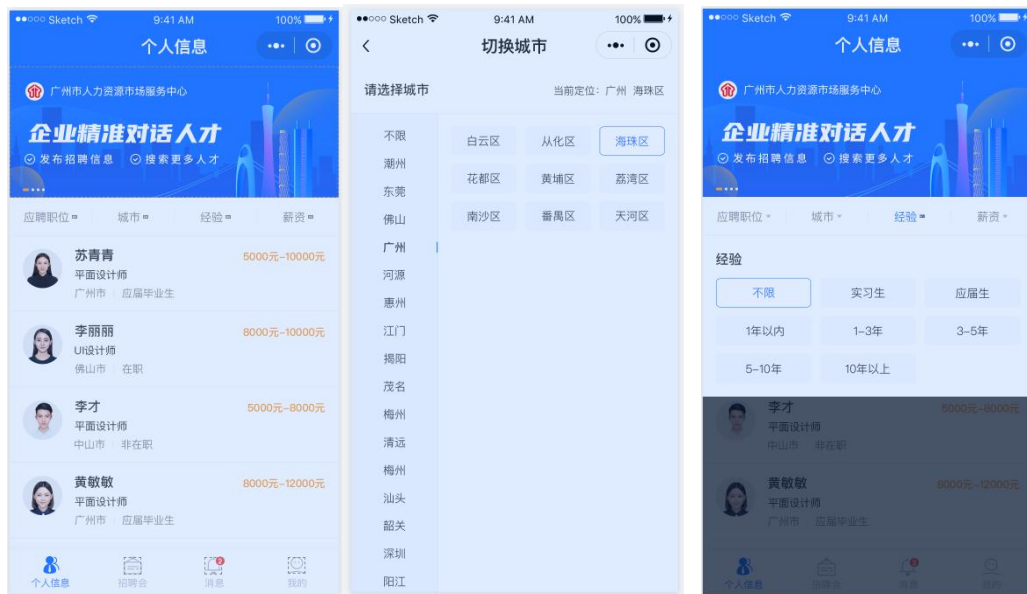 Sketch 9:41 AM 100%
个人信息
广州市人力资源市场服务中心
企业精准对话人才
发布招聘信息 搜索更多人才
应聘职位 城市 经验 薪资
苏青青 5000元-10000元
平面设计师
广州市 应届毕业生
李丽丽 8000元-10000元
UI设计师
佛山市 在职
李才 5000元-8000元
平面设计师
中山市 非在职
黄敏敏 8000元-12000元
平面设计师
广州市 应届毕业生
个人信息 招聘会 消息 我的
Sketch 9:41 AM 100%
切换城市
请选择城市 当前定位：广州 海珠区
不限
潮州
东莞
佛山
广州
河源
惠州
江门
揭阳
茂名
梅州
清远
梅州
汕头
韶关
深圳
阳江
白云区 从化区 海珠区
花都区 黄埔区 荔湾区
南沙区 番禺区 天河区
Sketch 9:41 AM 100%
个人信息
广州市人力资源市场服务中心
企业精准对话人才
发布招聘信息 搜索更多人才
应聘职位 城市 经验 薪资
经验
不限 实习生 应届生
1年以内 1-3年 3-5年
5-10年 10年以上
李才 5000元-8000元
平面设计师
中山市 非在职
黄敏敏 8000元-12000元
平面设计师
广州市 应届毕业生
个人信息 招聘会 消息 我的